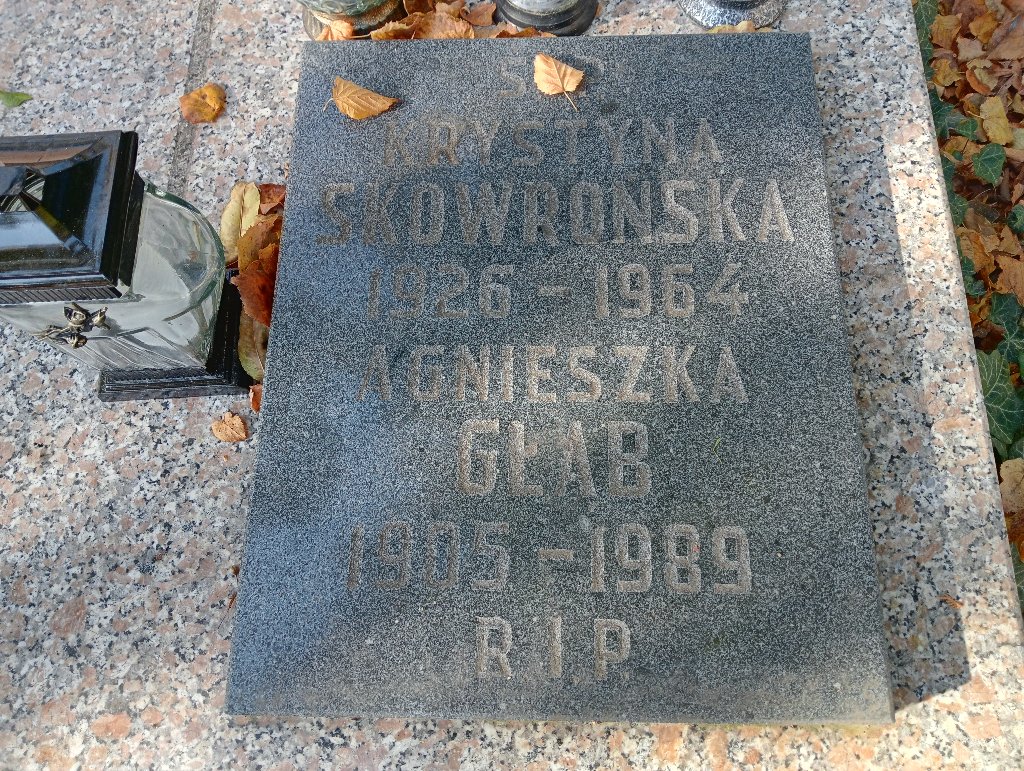 Ś P
KRYSTYNA
SKOWROŃSKA
1926 - 1964
AGNIESZKA
GŁĄB
1905 - 1989
R I P